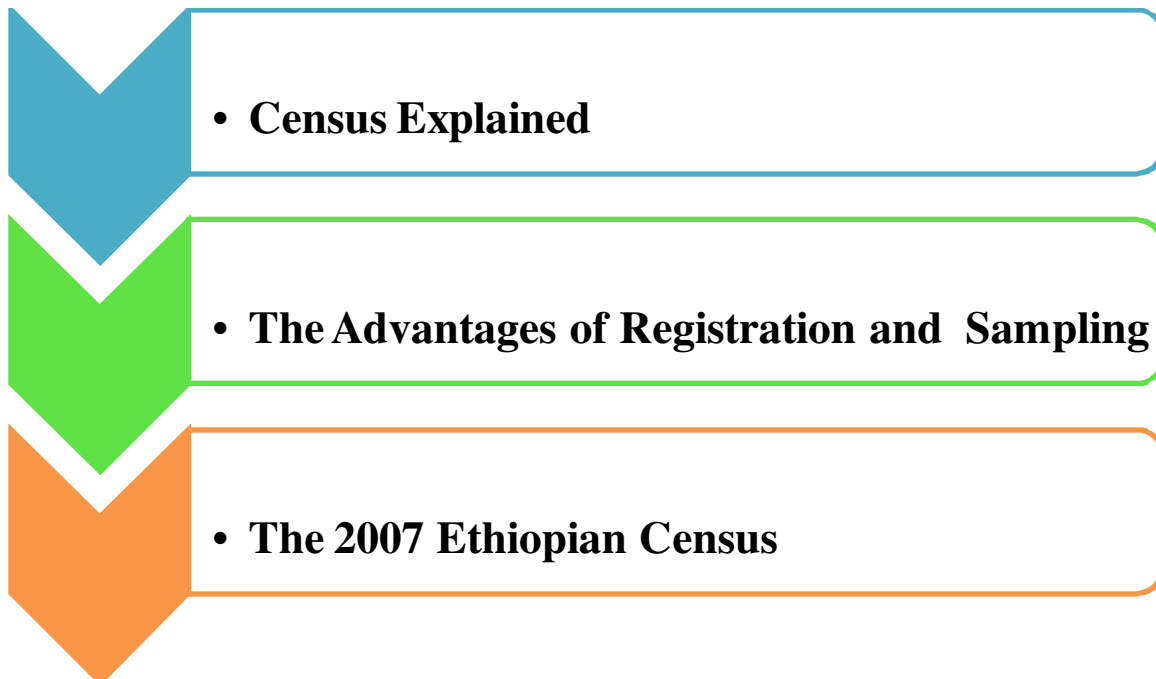 • Census Explained
• The Advantages of Registration and Sampling
• The 2007 Ethiopian Census